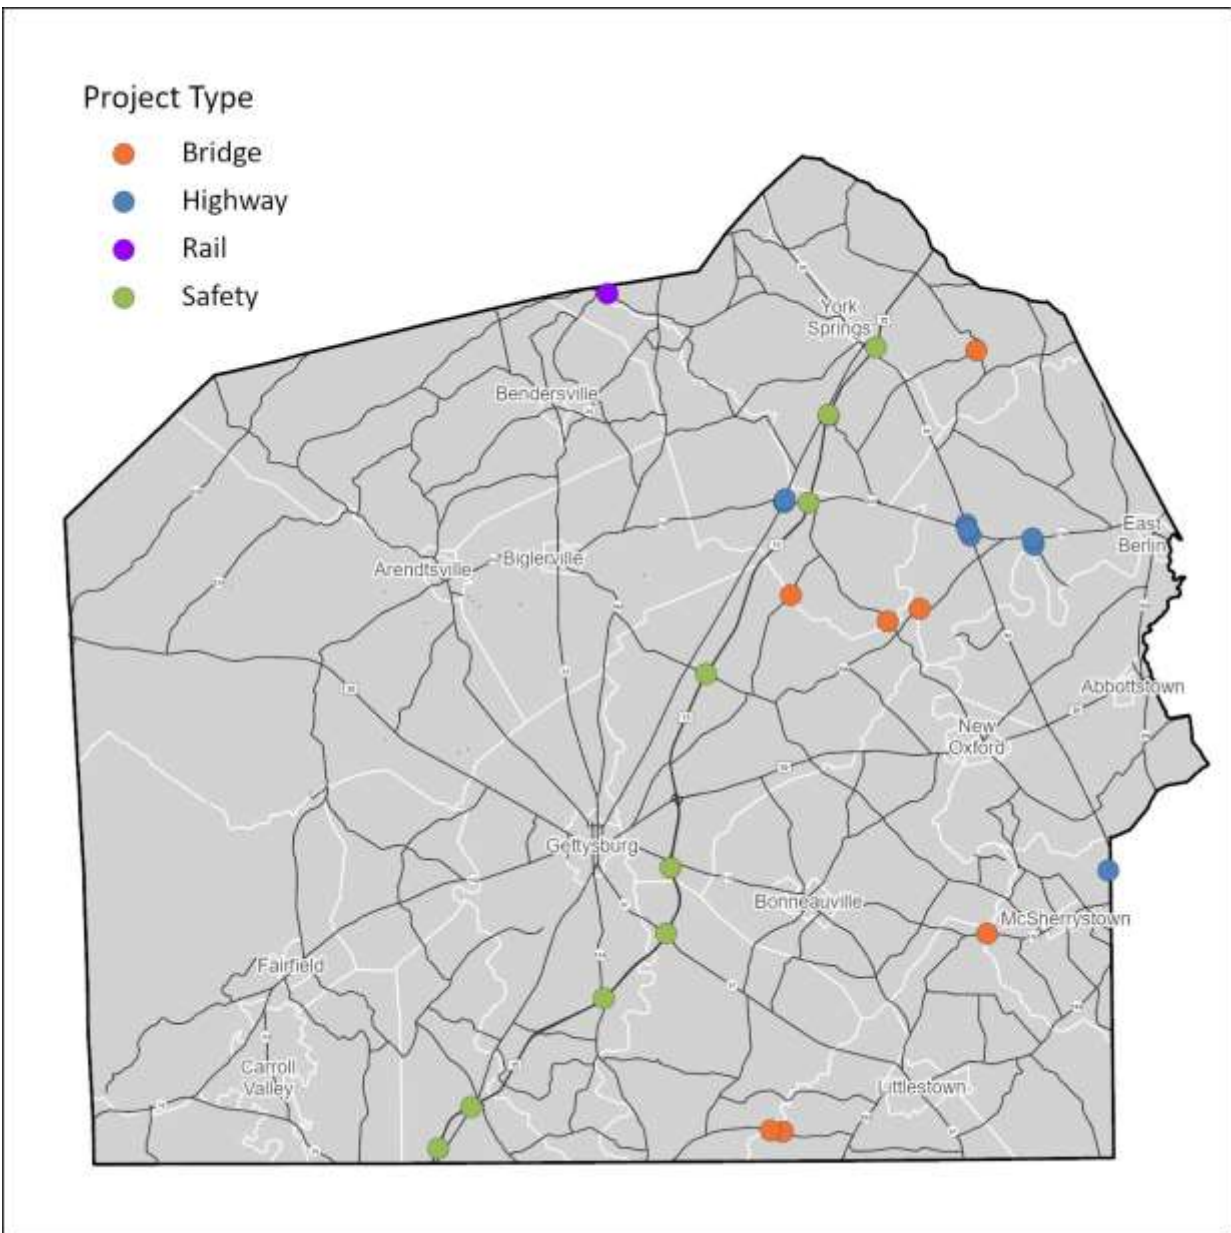 Project Type
Bridge
Highway
Rail
Safety
York
Springs
Bendersville
East
Berlin
Biglerville
Arendtsville
Abbottstown
New
Oxford
Gettysburg
Bonneauville
McSherrystown
Fairfield
Carroll
Valley
Littlestown